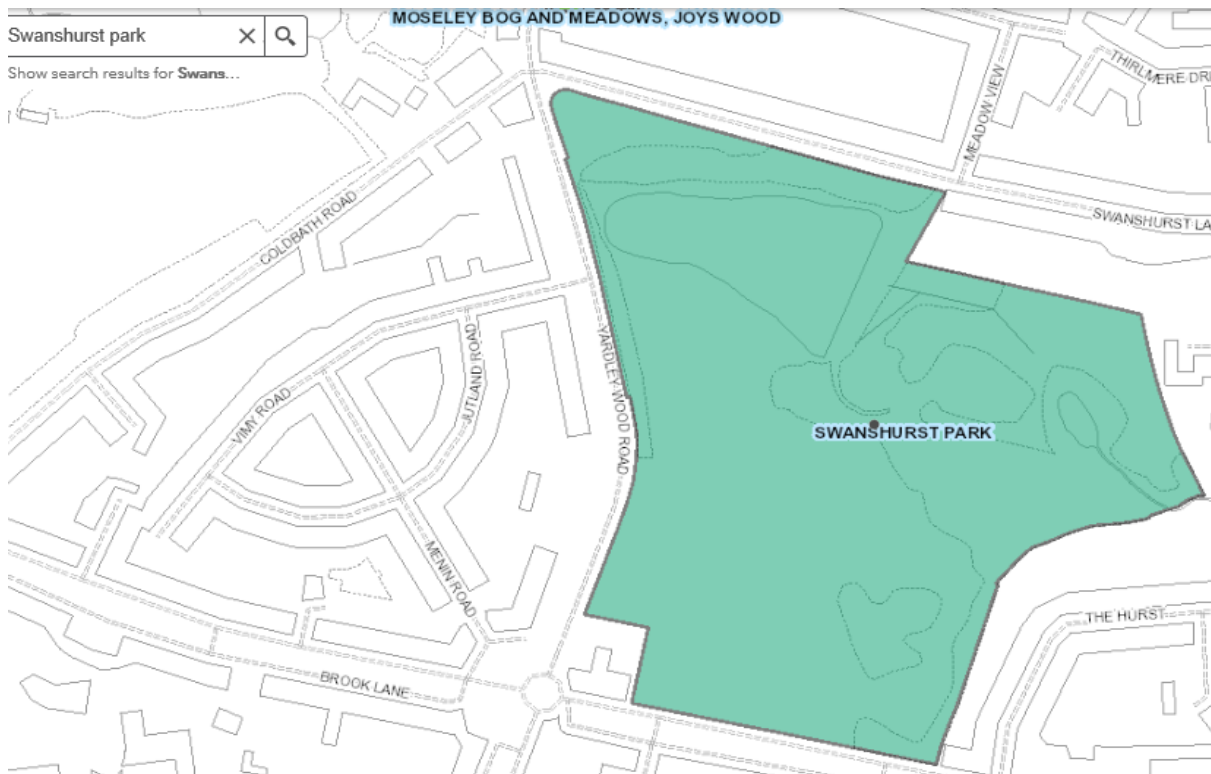 MOSELEY BOG AND MEADOWS, JOYS WOOD
Swanshurst park
Show search results for Swans...
THIRLMERE DRI
MEADOW VIEW
SWANSHURST LA
COLDBATH ROAD
JUTLAND ROAD
YARDLEY WOOD ROAD
VIMY ROAD
SWANSHURST PARK
MENIN ROAD
THE HURST
BROOK LANE